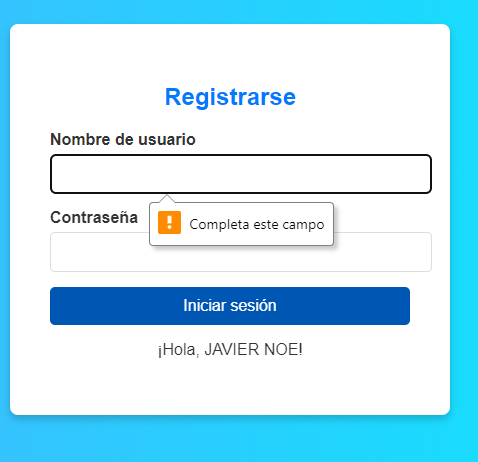 Registrarse
Nombre de usuario
Completa este campo
Contraseña
Iniciar sesión
¡Hola, JAVIER NOE!